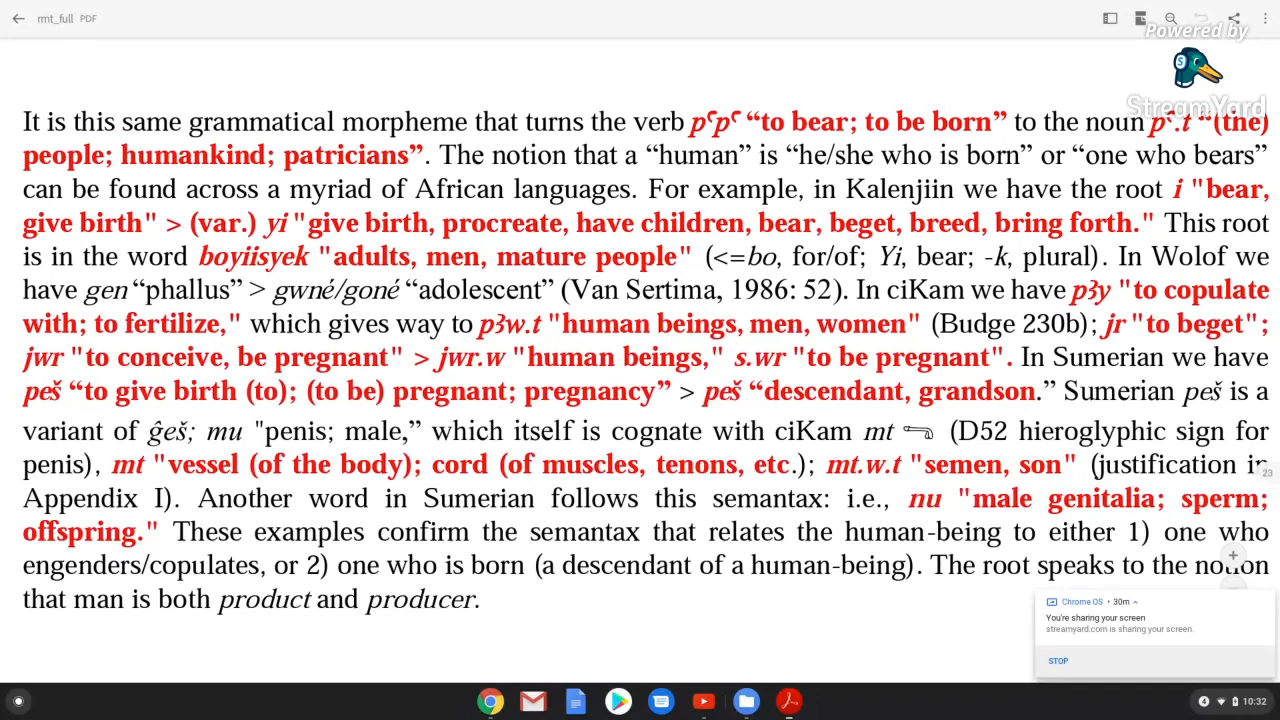 rmt_full PDF
Powered by
StreamYard
It is this same grammatical morpheme that turns the verb pˁpˁ “to bear; to be born” to the noun pˁ.t “(the)
people; humankind; patricians”. The notion that a “human” is “he/she who is born” or “one who bears”
can be found across a myriad of African languages. For example, in Kalenjiin we have the root i "bear,
give birth" > (var.) yi "give birth, procreate, have children, bear, beget, breed, bring forth." This root
is in the word boyiisyek "adults, men, mature people" (<=bo, for/of; Yi, bear; -k, plural). In Wolof we
have gen “phallus” > gwné/goné “adolescent” (Van Sertima, 1986: 52). In ciKam we have pȝy "to copulate
with; to fertilize," which gives way to pȝw.t "human beings, men, women" (Budge 230b); jr "to beget";
jwr "to conceive, be pregnant" > jwr.w "human beings," s.wr "to be pregnant". In Sumerian we have
peš “to give birth (to); (to be) pregnant; pregnancy” > peš “descendant, grandson.” Sumerian peš is a
variant of ĝeš; mu "penis; male,” which itself is cognate with ciKam mt (D52 hieroglyphic sign for
penis), mt "vessel (of the body); cord (of muscles, tenons, etc.); mt.w.t "semen, son" (justification in
Appendix I). Another word in Sumerian follows this semantax: i.e., nu "male genitalia; sperm;
offspring." These examples confirm the semantax that relates the human-being to either 1) one who
engenders/copulates, or 2) one who is born (a descendant of a human-being). The root speaks to the notion
that man is both product and producer.
23
Chrome OS • 30m
You're sharing your screen
streamyard.com is sharing your screen.
STOP
4 10:32